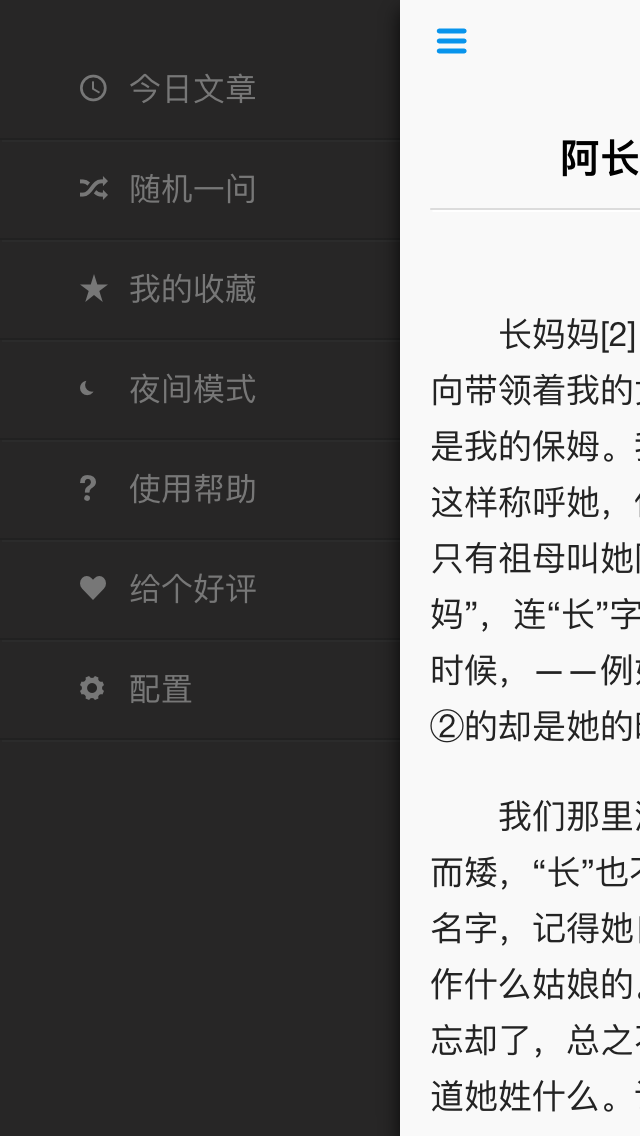 今日文章
随机一问
我的收藏
夜间模式
使用帮助
给个好评
配置
阿长
长妈妈[2]
向带领着我的
是我的保姆。
这样称呼她，
只有祖母叫她
妈”，连“长”字
时候，——例
②的却是她的
我们那里
而矮，“长”也
名字，记得她
作什么姑娘的
忘却了，总之
道她姓什么。